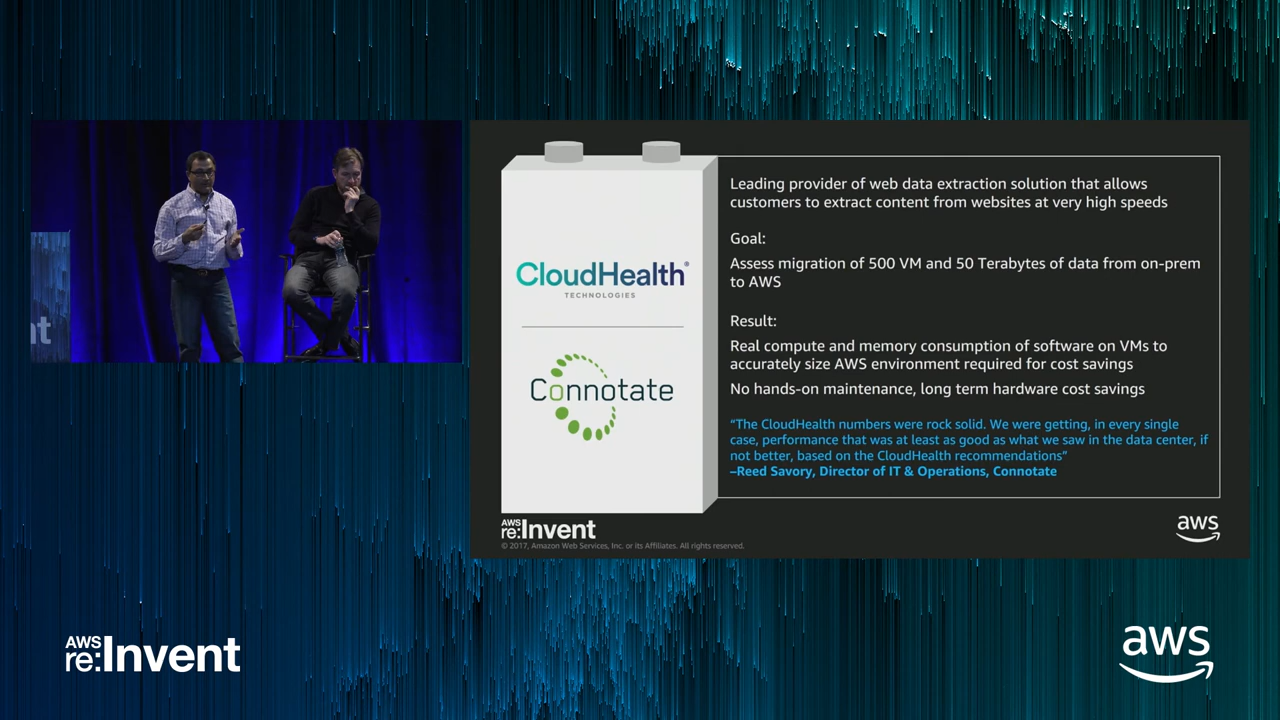 nt
CloudHealth®
TECHNOLOGIES
Connotate
Leading provider of web data extraction solution that allows
customers to extract content from websites at very high speeds
Goal:
Assess migration of 500 VM and 50 Terabytes of data from on-prem
to AWS
Result:
Real compute and memory consumption of software on VMs to
accurately size AWS environment required for cost savings
No hands-on maintenance, long term hardware cost savings
“The CloudHealth numbers were rock solid. We were getting, in every single
case, performance that was at least as good as what we saw in the data center, if
not better, based on the CloudHealth recommendations”
–Reed Savory, Director of IT & Operations, Connotate
AWS
re:Invent
© 2017, Amazon Web Services, Inc. or its Affiliates. All rights reserved.
aws
AWS
re:Invent
aws